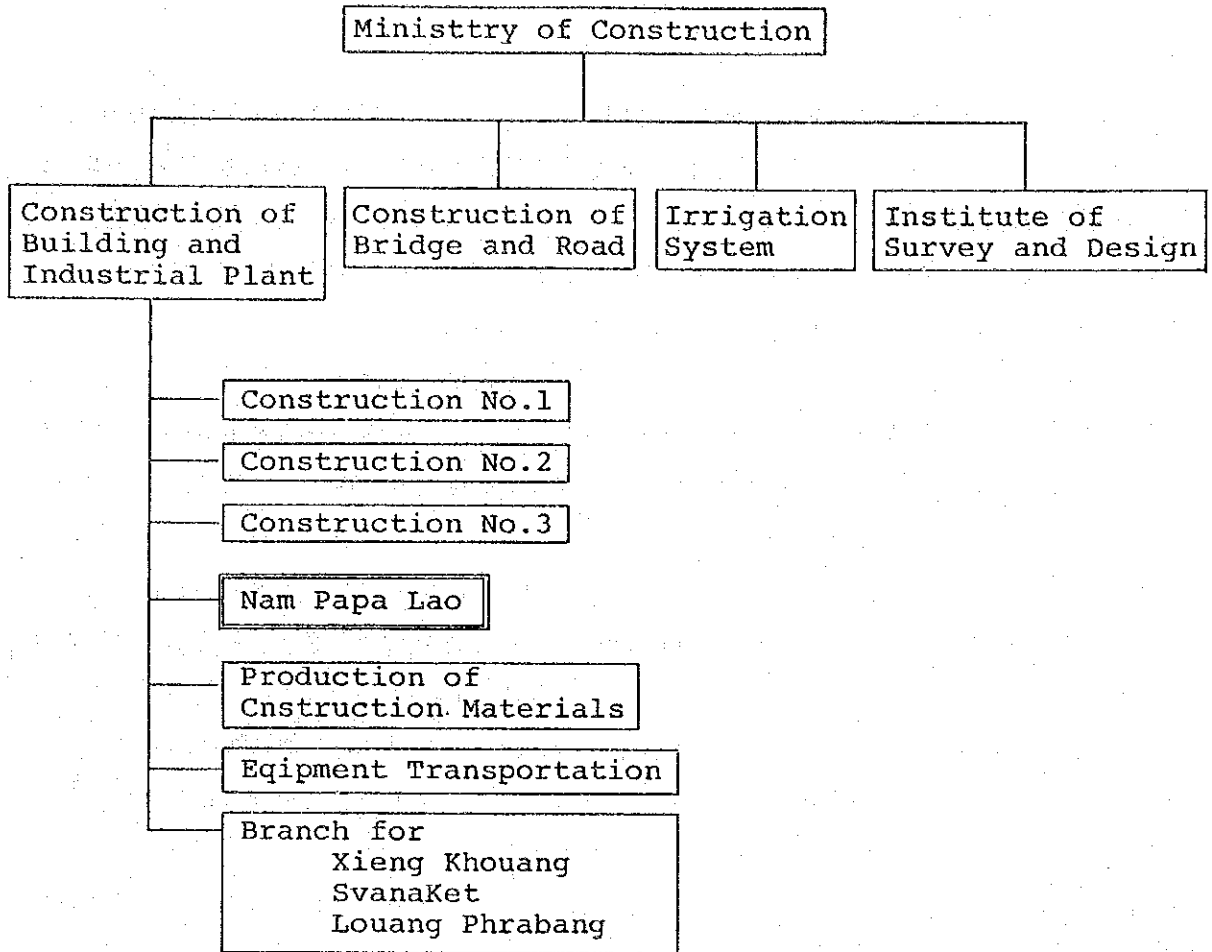 Ministtry of Construction
Construction of
Building and
Industrial Plant
Construction of
Bridge and Road
Irrigation
System
Institute of
Survey and Design
Construction No.1
Construction No.2
Construction No.3
Nam Papa Lao
Production of
Cnstruction Materials
Eqipment Transportation
Branch for
Xieng Khouang
SvanaKet
Louang Phrabang